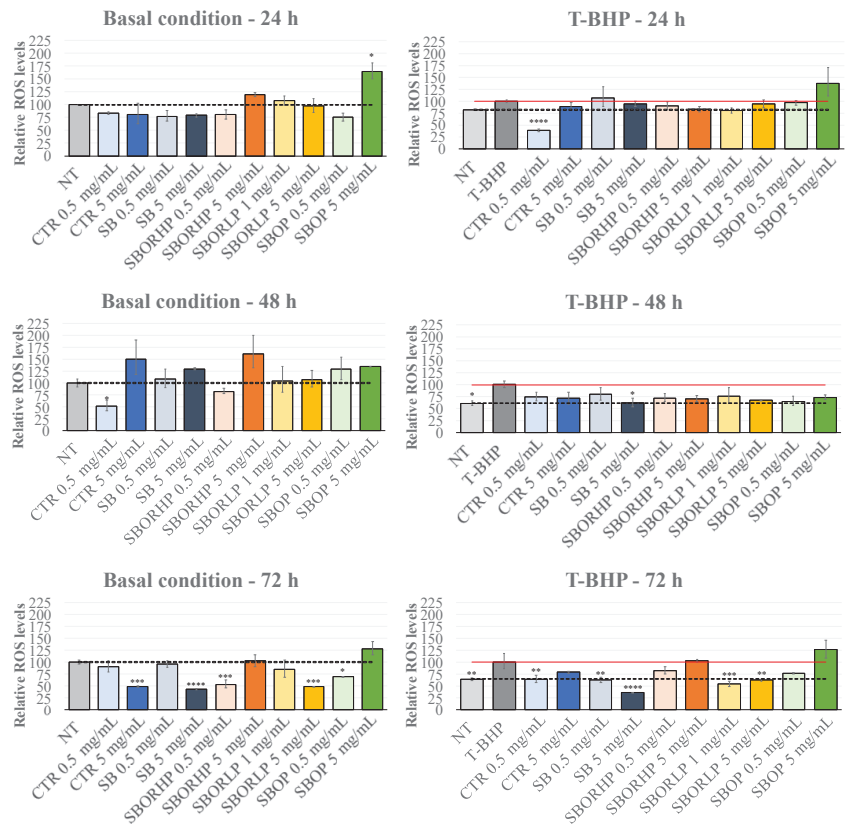 Basal condition - 24 h
Relative ROS levels
225
200
175
150
125
100
75
50
25
0
*
NT
CTR 0.5 mg/mL
CTR 5 mg/mL
SB 0.5 mg/mL
SB 5 mg/mL
SBORHP 0.5 mg/mL
SBORHP 5 mg/mL
SBORLP 1 mg/mL
SBORLP 5 mg/mL
SBOP 0.5 mg/mL
SBOP 5 mg/mL
T-BHP - 24 h
Relative ROS levels
225
200
175
150
125
100
75
50
25
0
****
NT
T-BHP
CTR 0.5 mg/mL
CTR 5 mg/mL
SB 0.5 mg/mL
SB 5 mg/mL
SBORHP 0.5 mg/mL
SBORHP 5 mg/mL
SBORLP 1 mg/mL
SBORLP 5 mg/mL
SBOP 0.5 mg/mL
SBOP 5 mg/mL
Basal condition - 48 h
Relative ROS levels
225
200
175
150
125
100
75
50
25
0
*
NT
CTR 0.5 mg/mL
CTR 5 mg/mL
SB 0.5 mg/mL
SB 5 mg/mL
SBORHP 0.5 mg/mL
SBORHP 5 mg/mL
SBORLP 1 mg/mL
SBORLP 5 mg/mL
SBOP 0.5 mg/mL
SBOP 5 mg/mL
T-BHP - 48 h
Relative ROS levels
225
200
175
150
125
100
75
50
25
0
*
*
NT
T-BHP
CTR 0.5 mg/mL
CTR 5 mg/mL
SB 0.5 mg/mL
SB 5 mg/mL
SBORHP 0.5 mg/mL
SBORHP 5 mg/mL
SBORLP 1 mg/mL
SBORLP 5 mg/mL
SBOP 0.5 mg/mL
SBOP 5 mg/mL
Basal condition - 72 h
Relative ROS levels
225
200
175
150
125
100
75
50
25
0
***
****
***
***
*
NT
CTR 0.5 mg/mL
CTR 5 mg/mL
SB 0.5 mg/mL
SB 5 mg/mL
SBORHP 0.5 mg/mL
SBORHP 5 mg/mL
SBORLP 1 mg/mL
SBORLP 5 mg/mL
SBOP 0.5 mg/mL
SBOP 5 mg/mL
T-BHP - 72 h
Relative ROS levels
225
200
175
150
125
100
75
50
25
0
**
**
**
****
***
**
NT
T-BHP
CTR 0.5 mg/mL
CTR 5 mg/mL
SB 0.5 mg/mL
SB 5 mg/mL
SBORHP 0.5 mg/mL
SBORHP 5 mg/mL
SBORLP 1 mg/mL
SBORLP 5 mg/mL
SBOP 0.5 mg/mL
SBOP 5 mg/mL